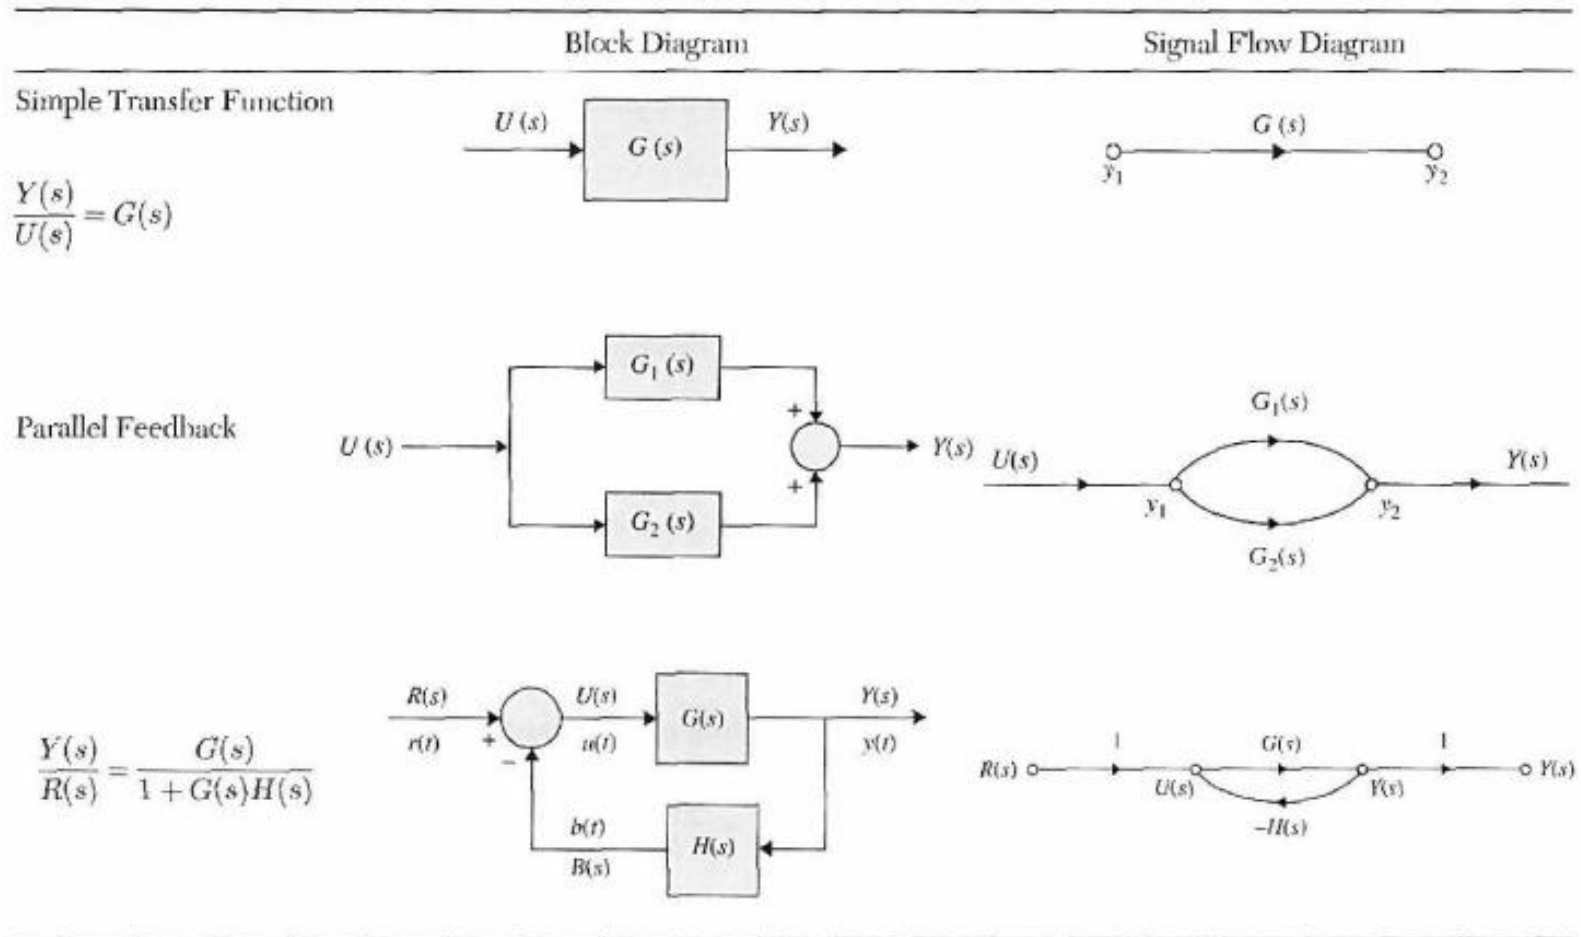 Block Diagram
Signal Flow Diagram
Simple Transfer Function
Y(s)/U(s) = G(s)
U (s)
G (s)
Y(s)
G (s)
y1
y2
Parallel Feedback
U (s)
G1 (s)
G2 (s)
+
+
Y(s)
U(s)
G1(s)
Y(s)
y1
y2
G2(s)
Y(s)/R(s) = G(s)/(1 + G(s)H(s))
R(s)
r(t)
+
−
U(s)
u(t)
G(s)
Y(s)
y(t)
b(t)
B(s)
H(s)
R(s)
1
G(s)
1
Y(s)
U(s)
Y(s)
−H(s)